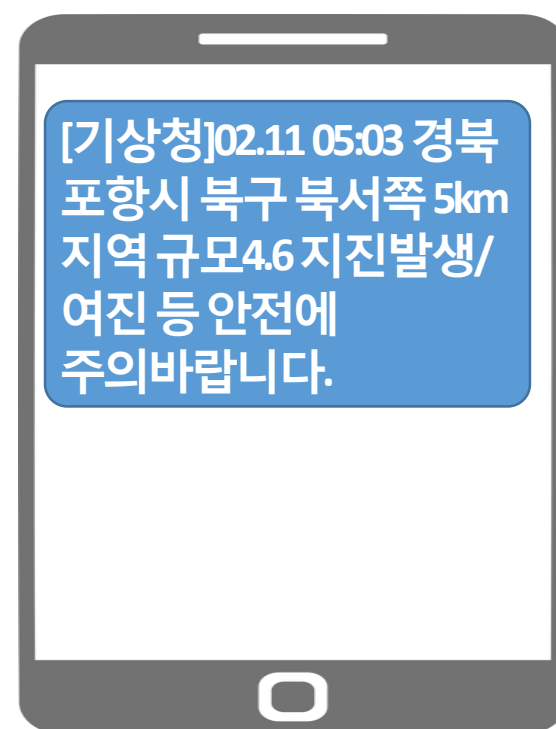 [기상청]02.11 05:03 경북
포항시 북구 북서쪽 5km
지역 규모4.6 지진발생/
여진 등 안전에
주의바랍니다.